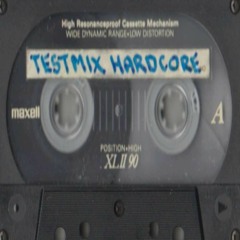 High Resonanceproof Cassette Mechanism
WIDE DYNAMIC RANGE•LOW DISTORTION
TESTMIX HARDCORE
maxell
A
POSITION•HIGH
XLII 90